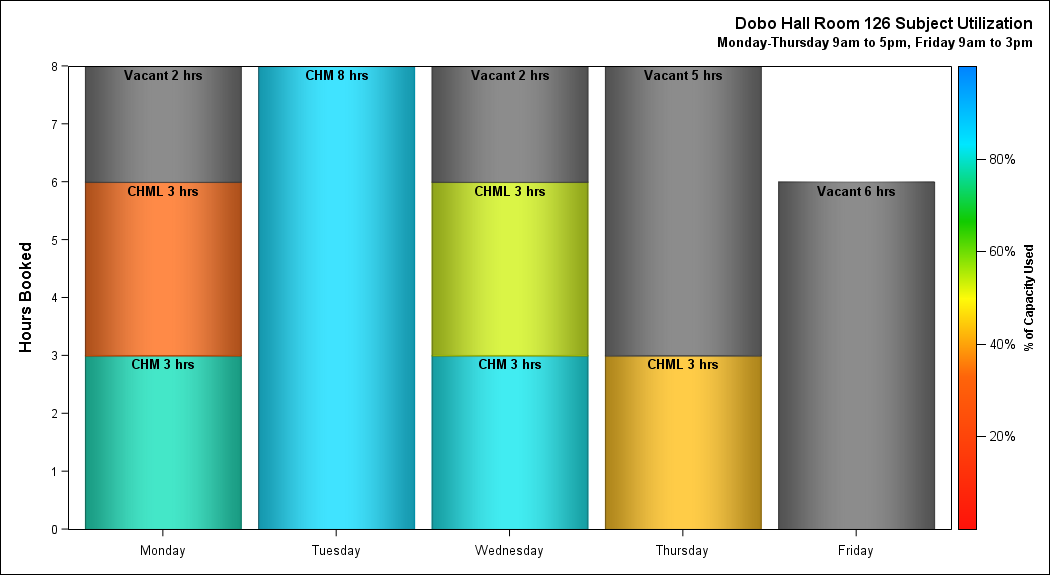 Dobo Hall Room 126 Subject Utilization
Monday-Thursday 9am to 5pm, Friday 9am to 3pm
Hours Booked
8
7
6
5
4
3
2
1
0
Vacant 2 hrs
CHML 3 hrs
CHM 3 hrs
CHM 8 hrs
Vacant 2 hrs
CHML 3 hrs
CHM 3 hrs
Vacant 5 hrs
CHML 3 hrs
Vacant 6 hrs
Monday
Tuesday
Wednesday
Thursday
Friday
80%
60%
40%
20%
% of Capacity Used